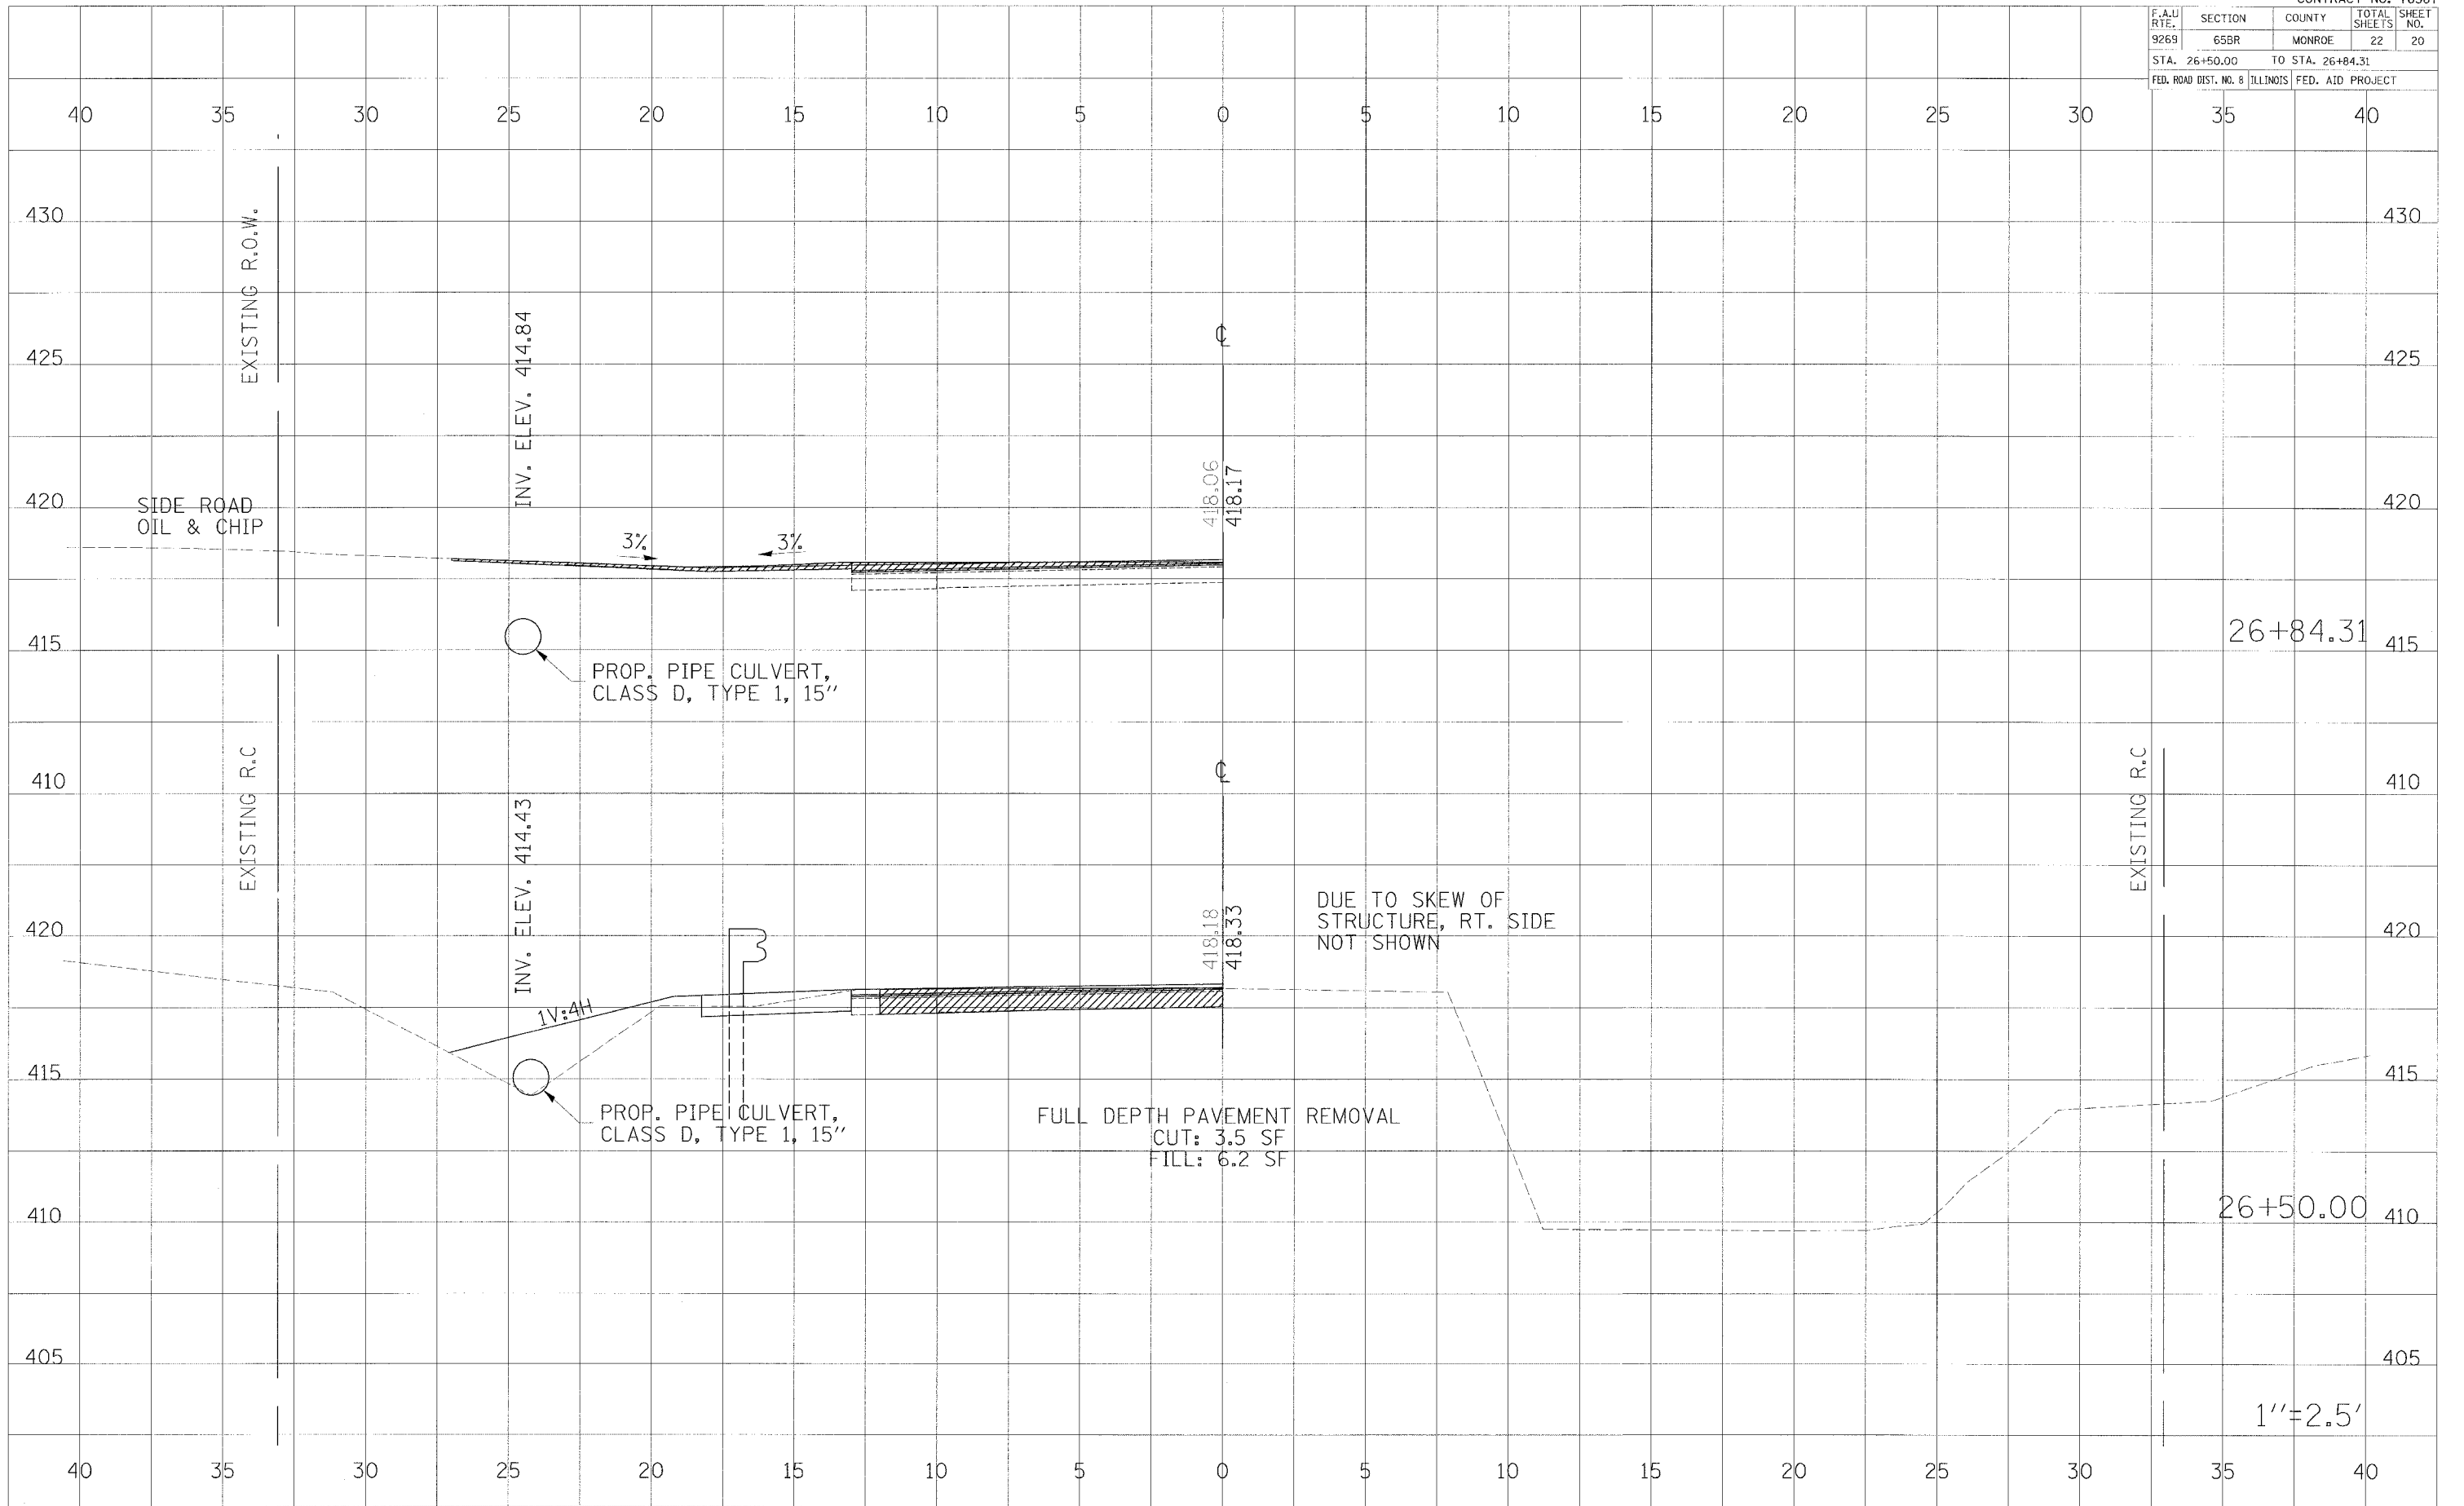 F.A.U RTE. SECTION COUNTY TOTAL SHEETS SHEET NO.
9269 65BR MONROE 22 20
STA. 26+50.00 TO STA. 26+84.31
FED. ROAD DIST. NO. 8 ILLINOIS FED. AID PROJECT
40 35 30 25 20 15 10 5 0 5 10 15 20 25 30 35 40
430 430
EXISTING R.O.W.
INV. ELEV. 414.84
℄
425 425
418.06
418.17
420 420
SIDE ROAD
OIL & CHIP
3% 3%
26+84.31
415 415
PROP. PIPE CULVERT,
CLASS D, TYPE 1, 15"
EXISTING R.C
℄
EXISTING R.C
410 410
INV. ELEV. 414.43
DUE TO SKEW OF
STRUCTURE, RT. SIDE
NOT SHOWN
418.18
418.33
420 420
1V:4H
415 415
PROP. PIPE CULVERT,
CLASS D, TYPE 1, 15"
FULL DEPTH PAVEMENT REMOVAL
CUT: 3.5 SF
FILL: 6.2 SF
26+50.00
410 410
405 405
1"=2.5'
40 35 30 25 20 15 10 5 0 5 10 15 20 25 30 35 40